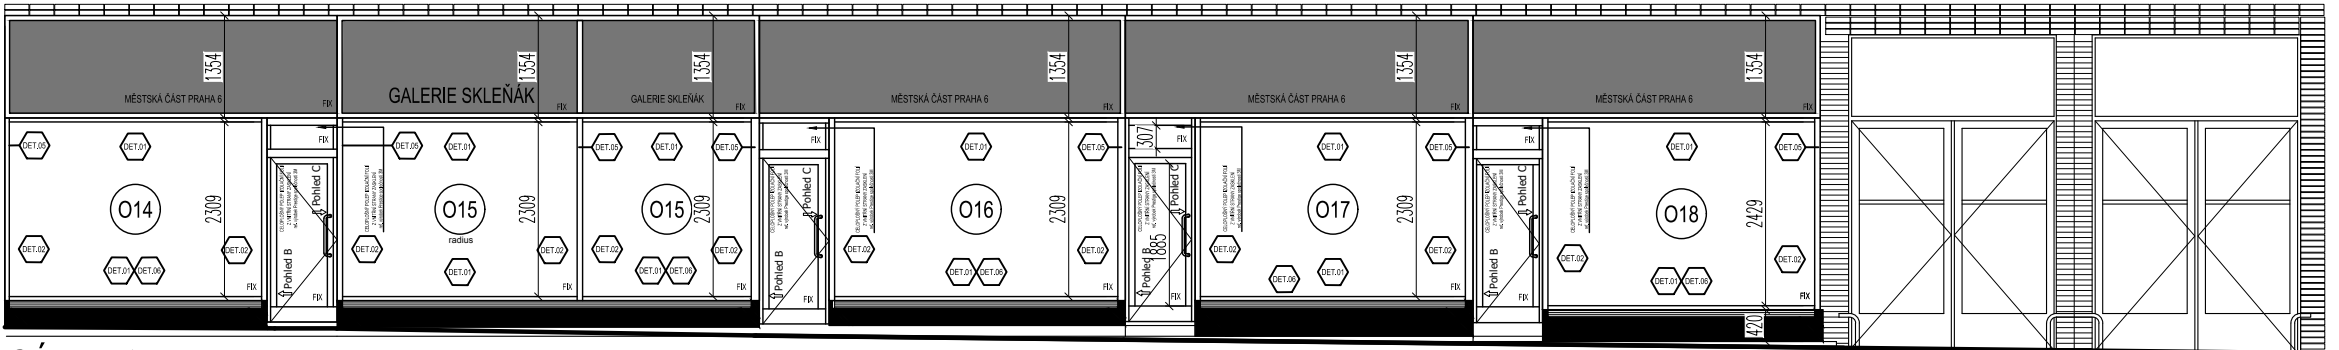 1354
1354
1354
1354
1354
1354
MĚSTSKÁ ČÁST PRAHA 6
FIX
GALERIE SKLEŇÁK
FIX
GALERIE SKLEŇÁK
FIX
MĚSTSKÁ ČÁST PRAHA 6
FIX
MĚSTSKÁ ČÁST PRAHA 6
FIX
MĚSTSKÁ ČÁST PRAHA 6
FIX
DET.05
DET.01
O14
2309
DET.02
DET.01
DET.06
DET.02
FIX
FIX
Pohled C
Pohled B
FIX
DET.05
DET.01
O15
radius
2309
DET.02
DET.01
DET.02
DET.05
DET.01
DET.05
O15
2309
DET.02
DET.01
DET.06
DET.02
FIX
FIX
Pohled C
Pohled B
FIX
DET.01
DET.05
O16
2309
DET.02
DET.01
DET.06
DET.02
FIX
307
FIX
Pohled C
Pohled B
1885
FIX
DET.01
DET.05
O17
2309
DET.02
DET.06
DET.01
DET.02
FIX
FIX
Pohled C
Pohled B
FIX
DET.01
DET.05
O18
2429
DET.02
DET.01
DET.06
DET.02
FIX
420